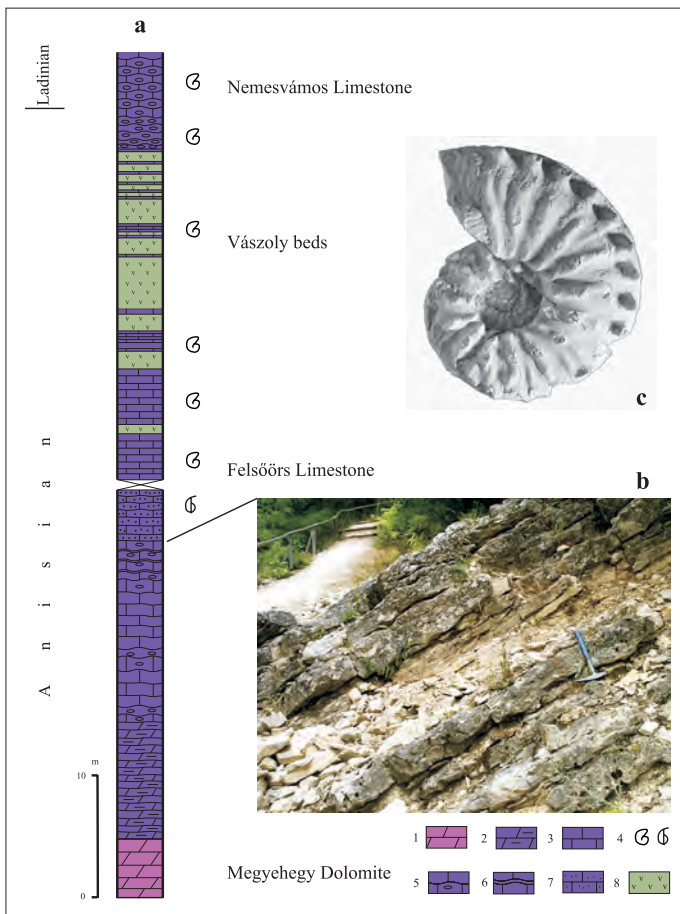 a
Ladinian
Nemesvámos Limestone
Vászoly beds
c
Anisian
Felsőörs Limestone
b
m
10
0
Megyehegy Dolomite
1 2 3 4
5 6 7 8